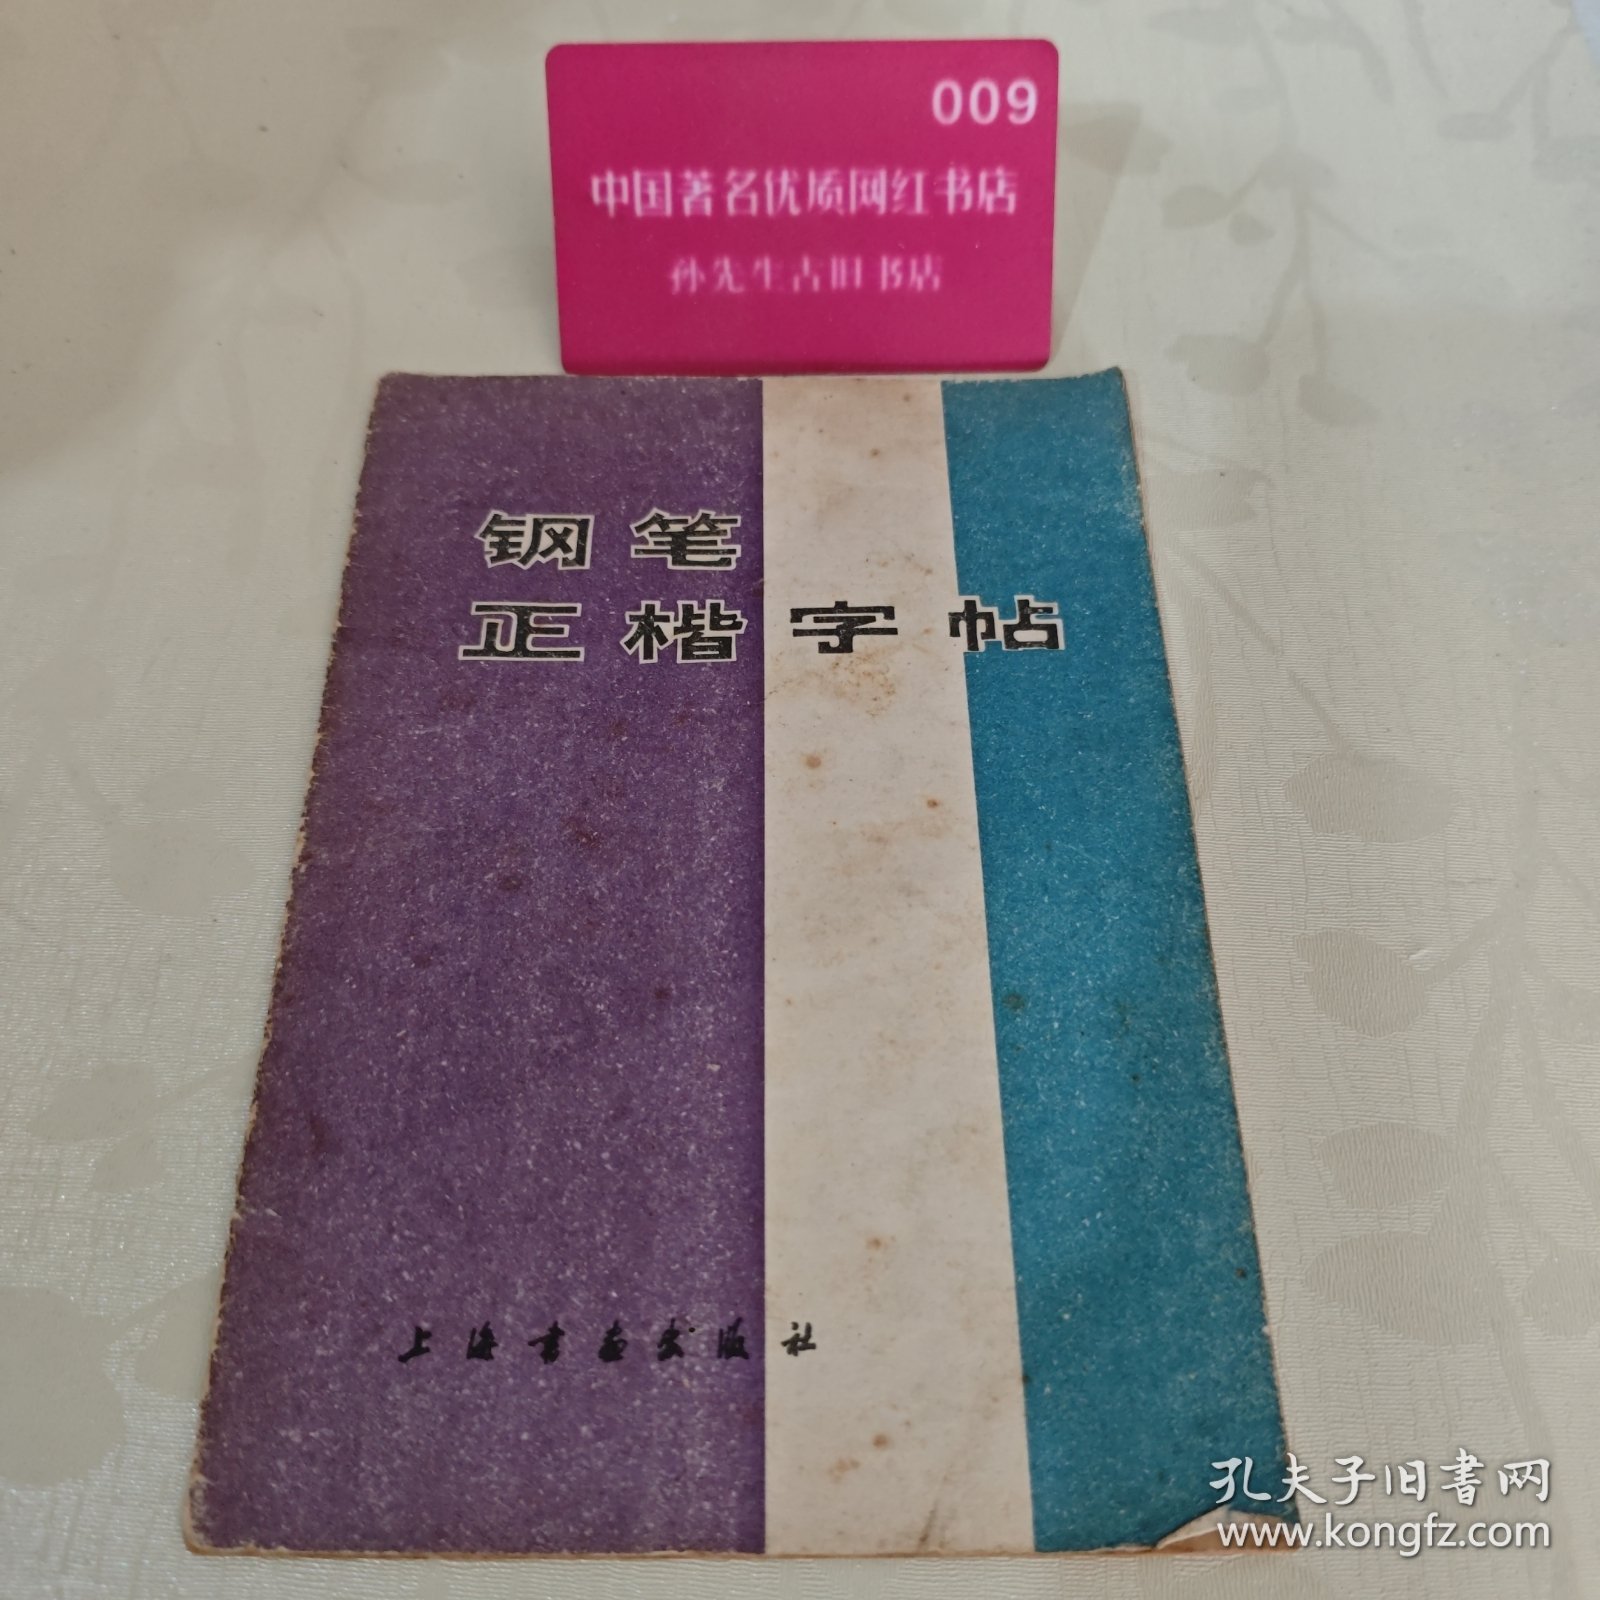 009
中国著名优质网红书店
孙先生古旧书店
钢笔
正楷字帖
上海书画出版社
孔夫子旧書网
www.kongfz.com